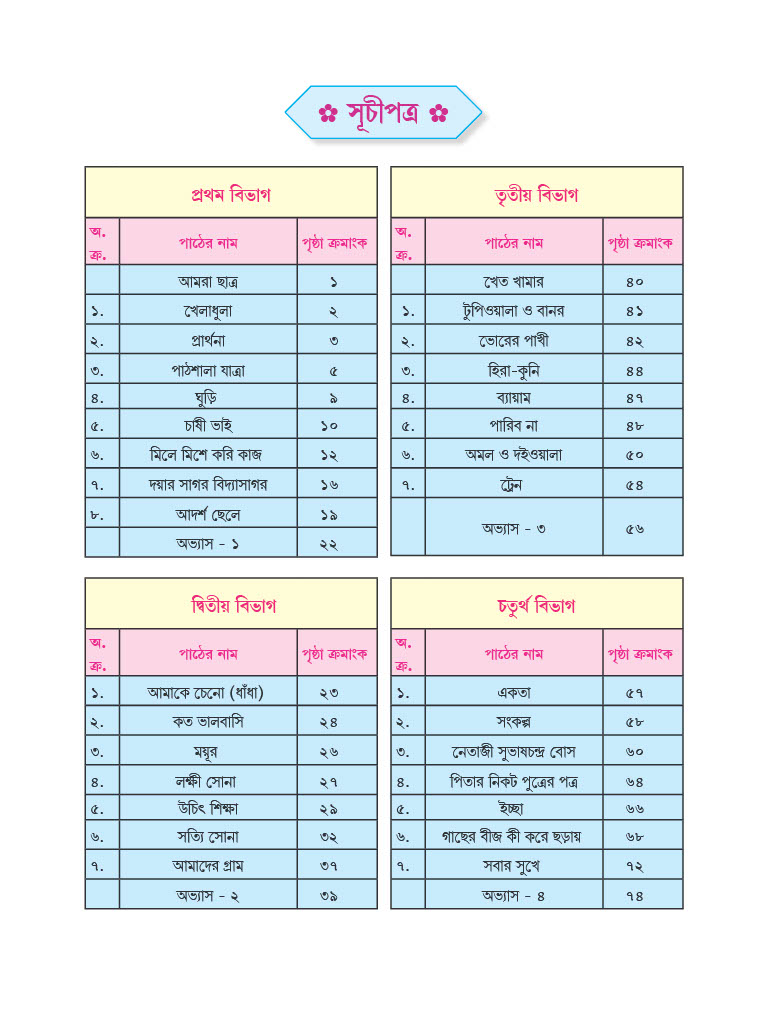 ✿ সূচীপত্র ✿
প্রথম বিভাগ
অ. ক্র. পাঠের নাম পৃষ্ঠা ক্রমাংক
আমরা ছাত্র ১
১. খেলাধুলা ২
২. প্রার্থনা ৩
৩. পাঠশালা যাত্রা ৫
৪. ঘুড়ি ৯
৫. চাষী ভাই ১০
৬. মিলে মিশে করি কাজ ১২
৭. দয়ার সাগর বিদ্যাসাগর ১৬
৮. আদর্শ ছেলে ১৯
অভ্যাস - ১ ২২
তৃতীয় বিভাগ
অ. ক্র. পাঠের নাম পৃষ্ঠা ক্রমাংক
খেত খামার ৪০
১. টুপিওয়ালা ও বানর ৪১
২. ভোরের পাখী ৪২
৩. হিরা-কুনি ৪৪
৪. ব্যায়াম ৪৭
৫. পারিব না ৪৮
৬. অমল ও দইওয়ালা ৫০
৭. ট্রেন ৫৪
অভ্যাস - ৩ ৫৬
দ্বিতীয় বিভাগ
অ. ক্র. পাঠের নাম পৃষ্ঠা ক্রমাংক
১. আমাকে চেনো (ধাঁধা) ২৩
২. কত ভালবাসি ২৪
৩. ময়ূর ২৬
৪. লক্ষী সোনা ২৭
৫. উচিৎ শিক্ষা ২৯
৬. সত্যি সোনা ৩২
৭. আমাদের গ্রাম ৩৭
অভ্যাস - ২ ৩৯
চতুর্থ বিভাগ
অ. ক্র. পাঠের নাম পৃষ্ঠা ক্রমাংক
১. একতা ৫৭
২. সংকল্প ৫৮
৩. নেতাজী সুভাষচন্দ্র বোস ৬০
৪. পিতার নিকট পুত্রের পত্র ৬৪
৫. ইচ্ছা ৬৬
৬. গাছের বীজ কী করে ছড়ায় ৬৮
৭. সবার সুখে ৭২
অভ্যাস - ৪ ৭৪